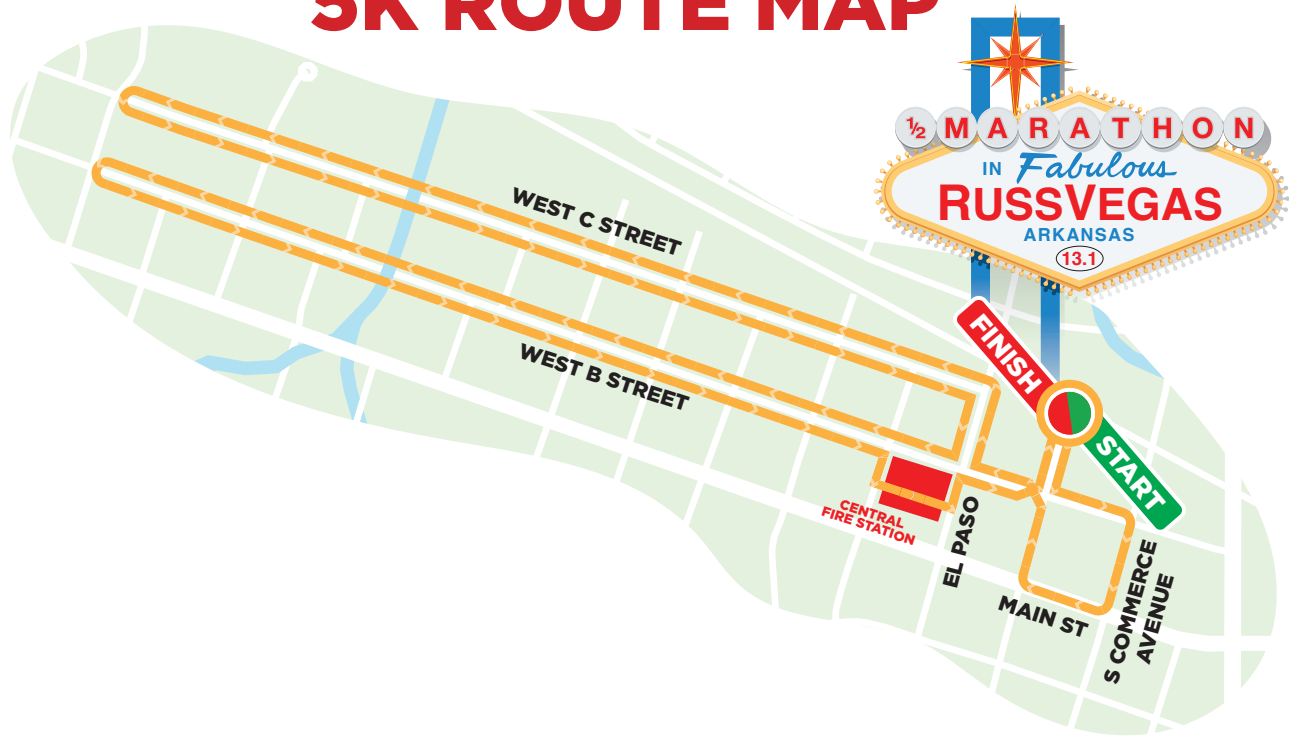 5K ROUTE MAP
½ MARATHON
IN Fabulous
RUSSVEGAS
ARKANSAS
13.1
WEST C STREET
FINISH
WEST B STREET
START
CENTRAL
FIRE STATION
EL PASO
MAIN ST
S COMMERCE
AVENUE